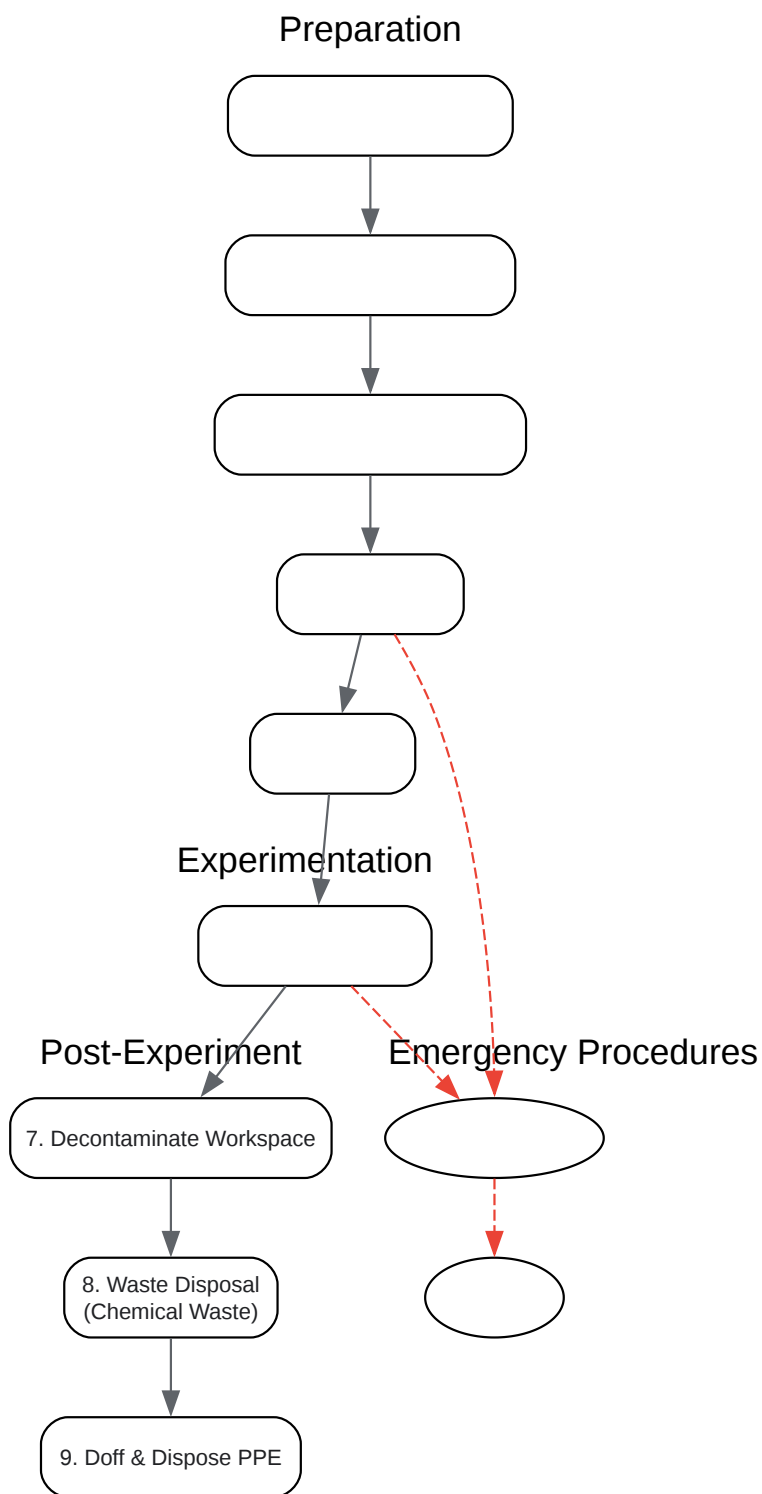 Preparation
Experimentation
Post-Experiment
Emergency Procedures
7. Decontaminate Workspace
8. Waste Disposal
(Chemical Waste)
9. Doff & Dispose PPE